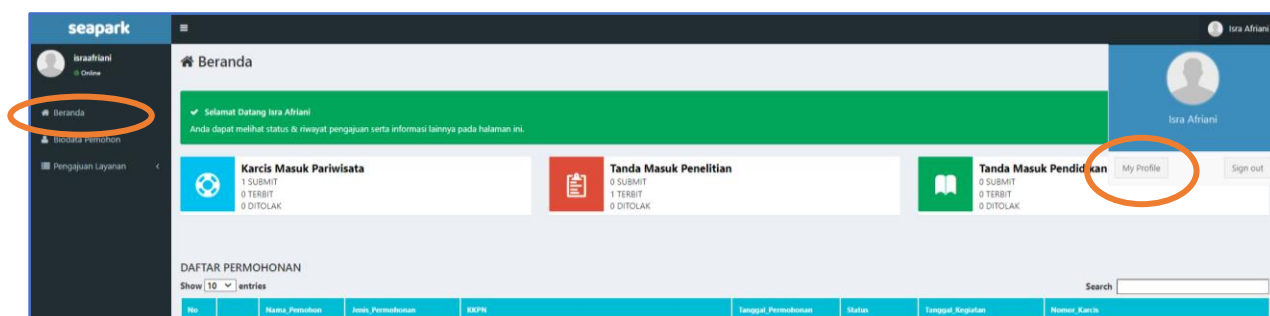 seapark
Isra Afriani
israafriani
Online
Beranda
Biodata Pemohon
Pengajuan Layanan
Beranda
Selamat Datang Isra Afriani
Anda dapat melihat status & riwayat pengajuan serta informasi lainnya pada halaman ini.
Isra Afriani
My Profile
Sign out
Karcis Masuk Pariwisata
1 SUBMIT
0 TERBIT
0 DITOLAK
Tanda Masuk Penelitian
0 SUBMIT
1 TERBIT
0 DITOLAK
Tanda Masuk Pendidikan
0 SUBMIT
0 TERBIT
0 DITOLAK
DAFTAR PERMOHONAN
Show 10 entries
Search
No Nama_Pemohon Jenis_Permohonan KKPN Tanggal_Permohonan Status Tanggal_Kegiatan Nomor_Karcis